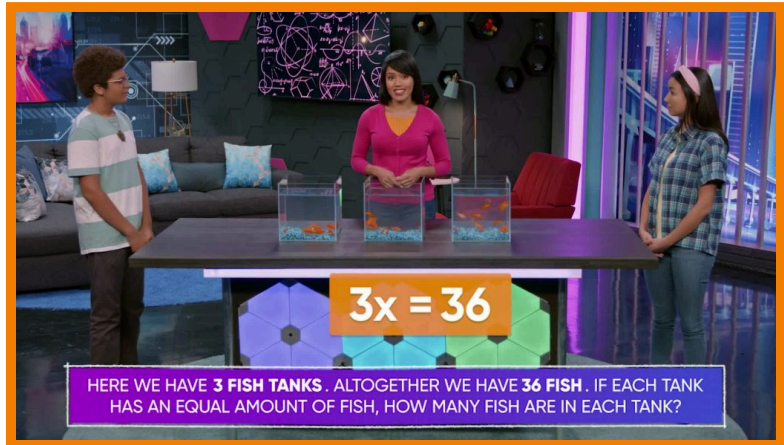 3x = 36
HERE WE HAVE 3 FISH TANKS. ALTOGETHER WE HAVE 36 FISH. IF EACH TANK
HAS AN EQUAL AMOUNT OF FISH, HOW MANY FISH ARE IN EACH TANK?